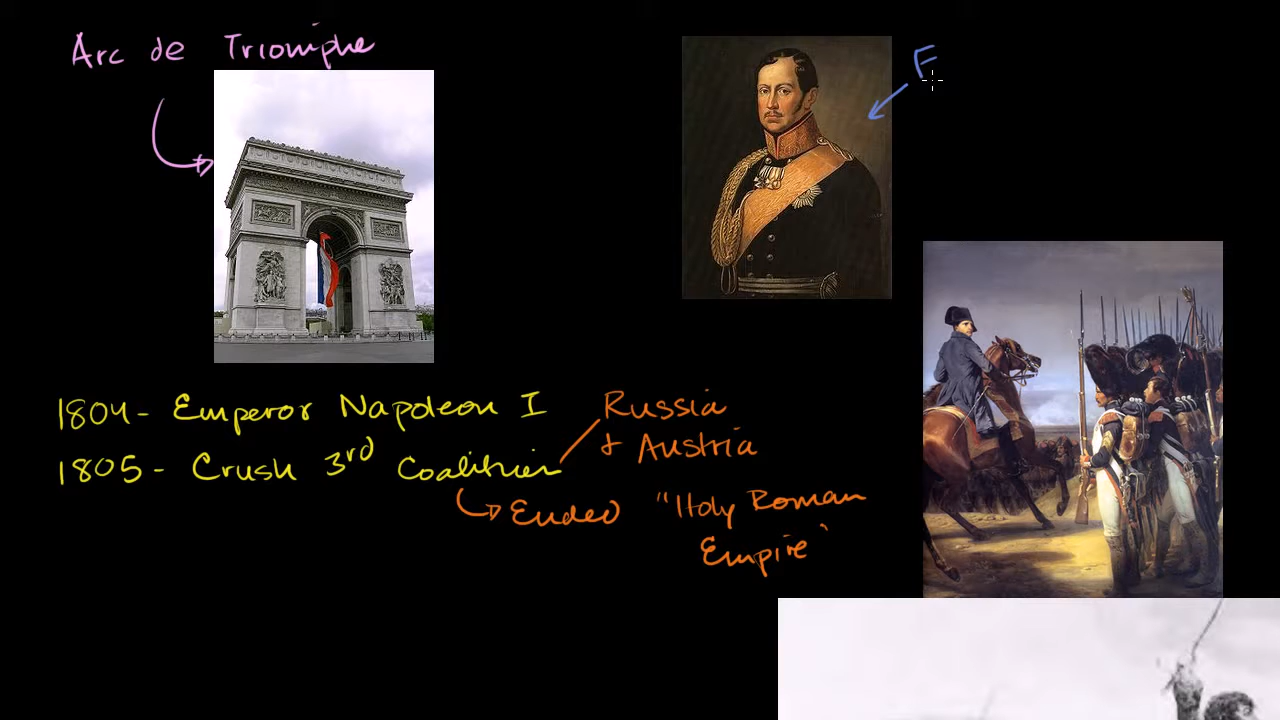 Arc de Triomphe
F
1804 - Emperor Napoleon I
1805 - Crush 3rd Coalition
Russia
+ Austria
Ended "Holy Roman
Empire"